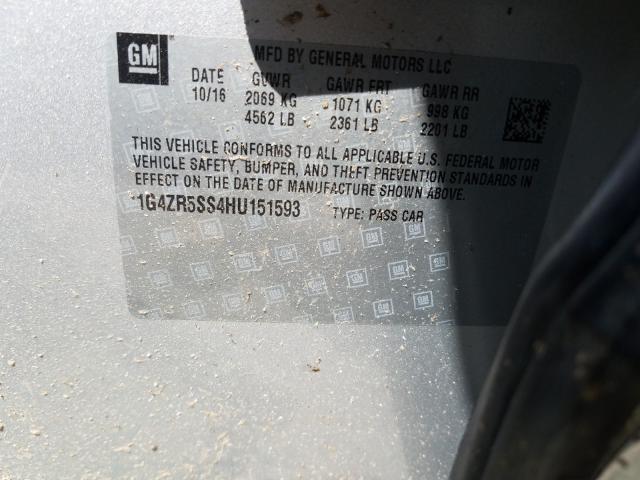 GM
MFD BY GENERAL MOTORS LLC
DATE GVWR GAWR FRT GAWR RR
10/16 2069 KG 1071 KG 998 KG
4562 LB 2361 LB 2201 LB
THIS VEHICLE CONFORMS TO ALL APPLICABLE U.S. FEDERAL MOTOR
VEHICLE SAFETY, BUMPER, AND THEFT PREVENTION STANDARDS IN
EFFECT ON THE DATE OF MANUFACTURE SHOWN ABOVE.
1G4ZR5SS4HU151593 TYPE: PASS CAR